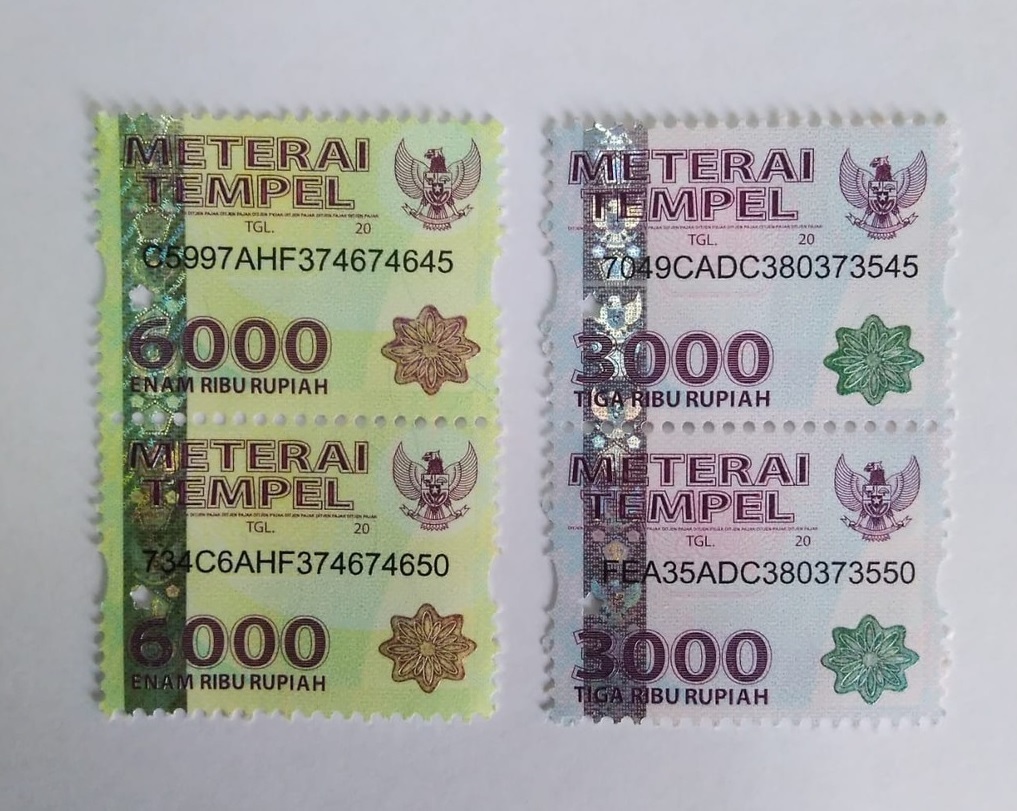 METERAI
TEMPEL
TGL. 20
C5997AHF374674645
6000
ENAM RIBU RUPIAH
METERAI
TEMPEL
TGL. 20
734C6AHF374674650
6000
ENAM RIBU RUPIAH
METERAI
TEMPEL
TGL. 20
7049CADC380373545
3000
TIGA RIBU RUPIAH
METERAI
TEMPEL
TGL. 20
FEA35ADC380373550
3000
TIGA RIBU RUPIAH